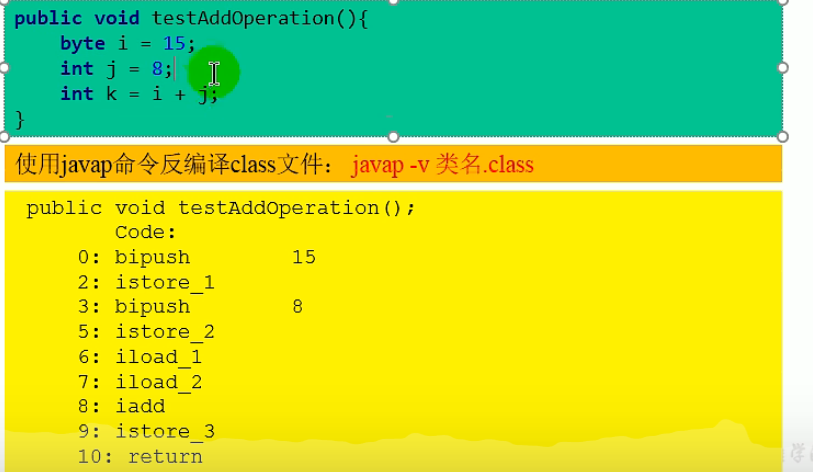 public void testAddOperation(){
byte i = 15;
int j = 8;
int k = i + j;
}
使用javap命令反编译class文件： javap -v 类名.class
public void testAddOperation();
Code:
0: bipush 15
2: istore_1
3: bipush 8
5: istore_2
6: iload_1
7: iload_2
8: iadd
9: istore_3
10: return